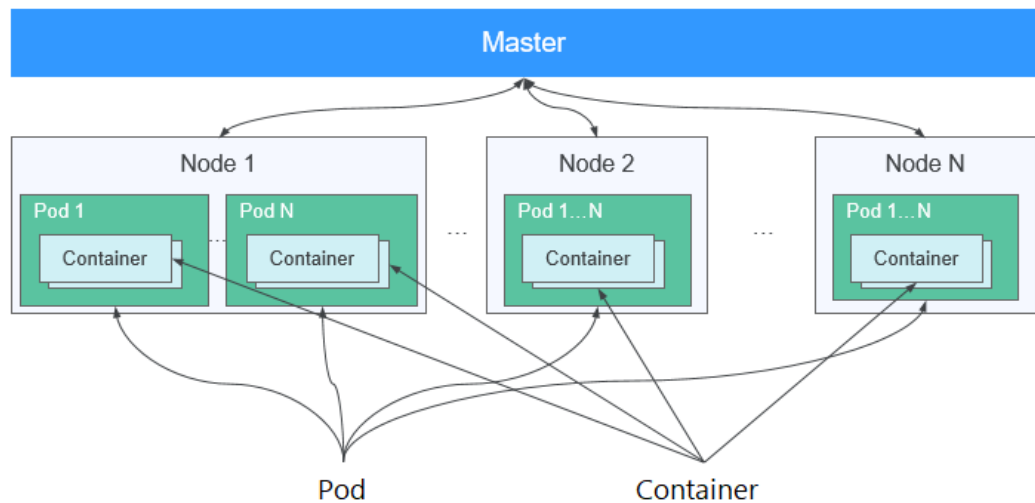 Master
Node 1
Node 2
Node N
Pod 1
Pod N
Pod 1...N
Pod 1...N
...
...
...
Container
Container
Container
Container
Pod
Container